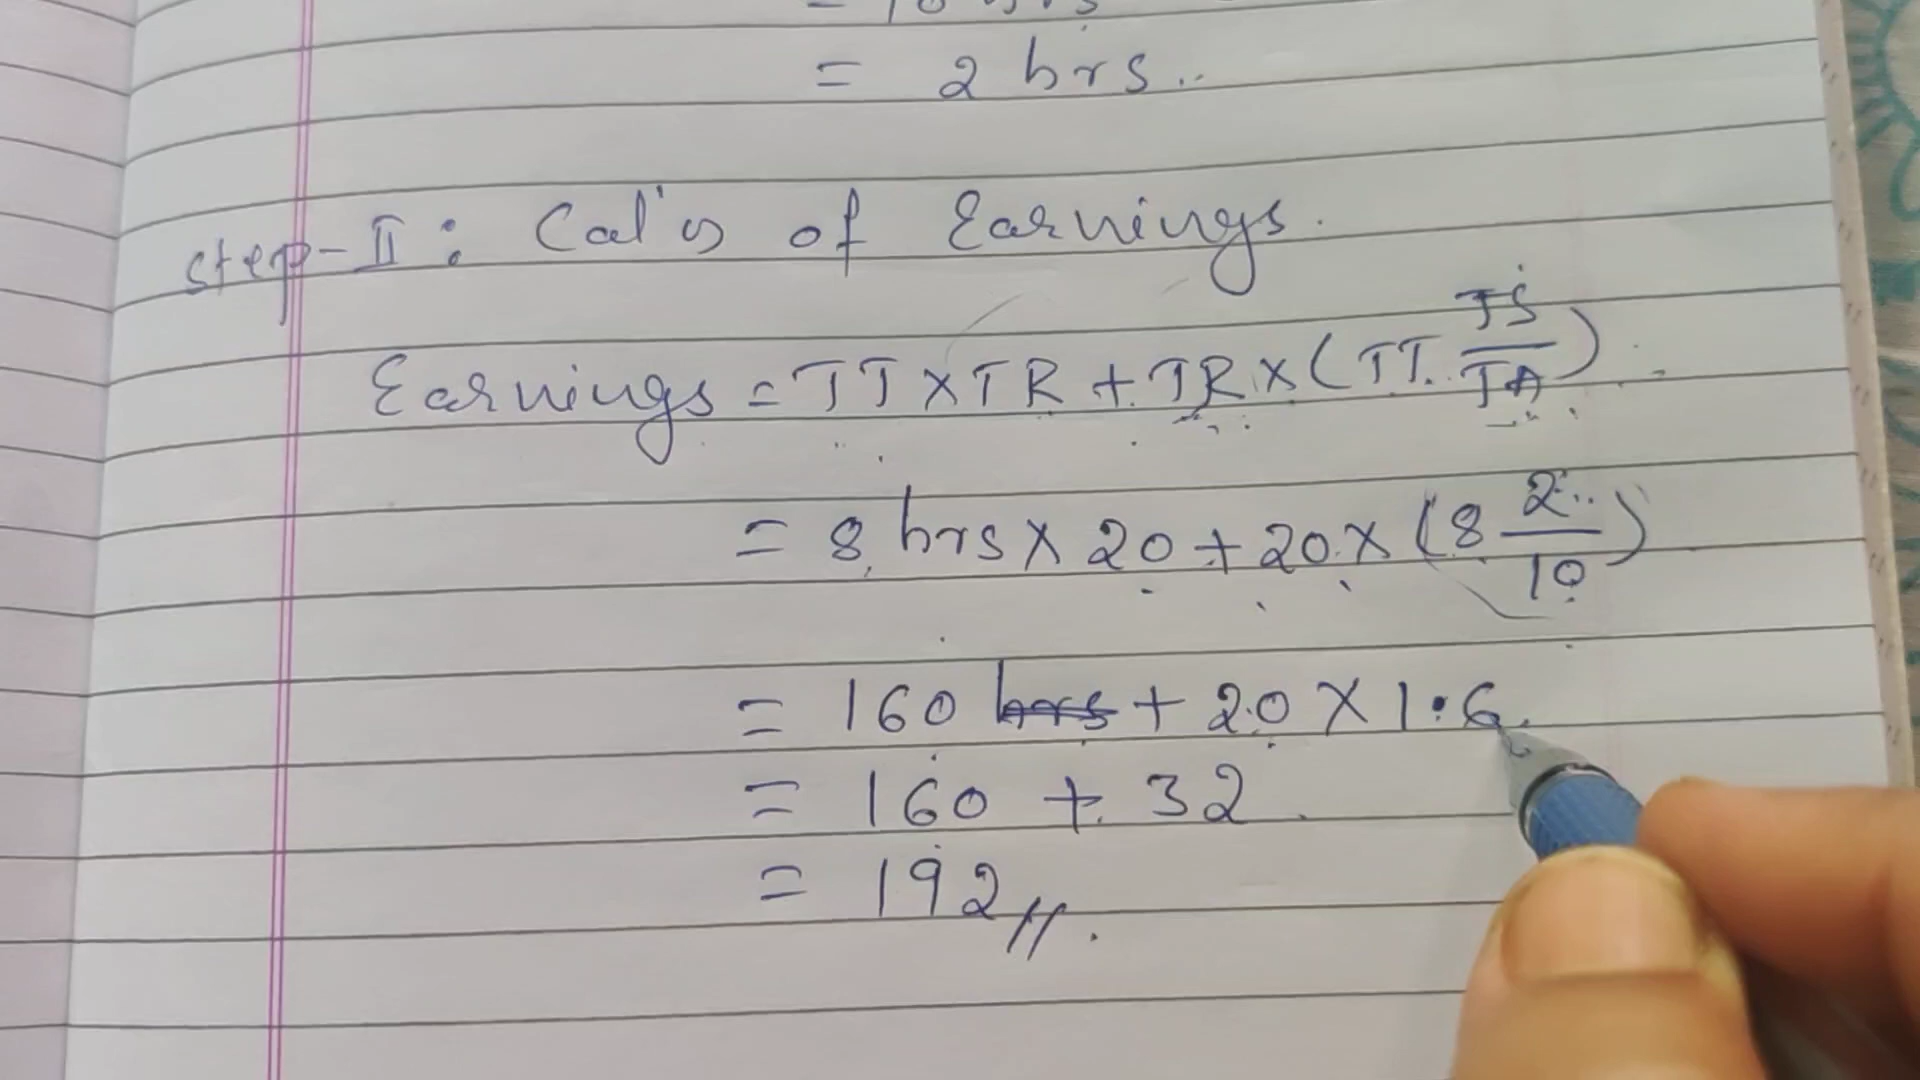 = 2 hrs..
Step-II : Cal'n of Earnings.
Earnings = TT X TR + TR X (TT. TS/TA)
= 8 hrs X 20 + 20 X (8 2/10)
= 160 hrs + 20 X 1.6
= 160 + 32
= 192 //.